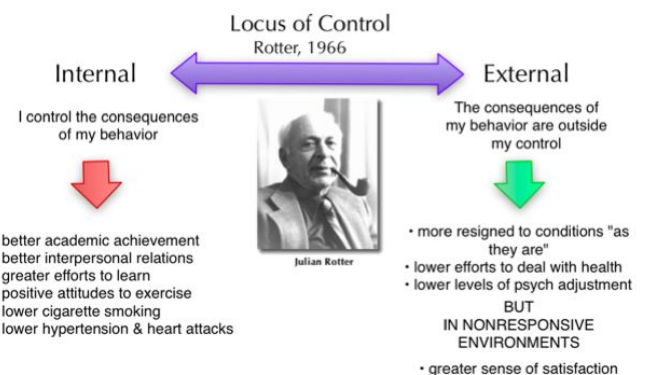 Locus of Control
Rotter, 1966
Internal
External
I control the consequences
of my behavior
The consequences of
my behavior are outside
my control
better academic achievement
better interpersonal relations
greater efforts to learn
positive attitudes to exercise
lower cigarette smoking
lower hypertension & heart attacks
Julian Rotter
• more resigned to conditions "as
they are"
• lower efforts to deal with health
• lower levels of psych adjustment
BUT
IN NONRESPONSIVE
ENVIRONMENTS
• greater sense of satisfaction